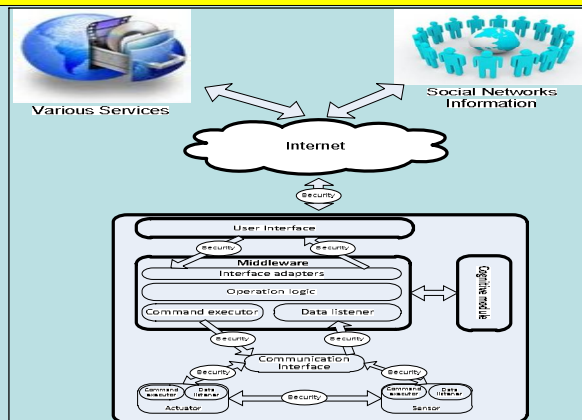 Various Services
Social Networks
Information
Internet
Security
User Interface
Security
Security
Middleware
Interface adapters
Operation logic
Command executor
Data listener
Cognitive module
Security
Security
Communication
Interface
Security
Security
Command
executor
Data
listener
Actuator
Security
Command
executor
Data
listener
Sensor